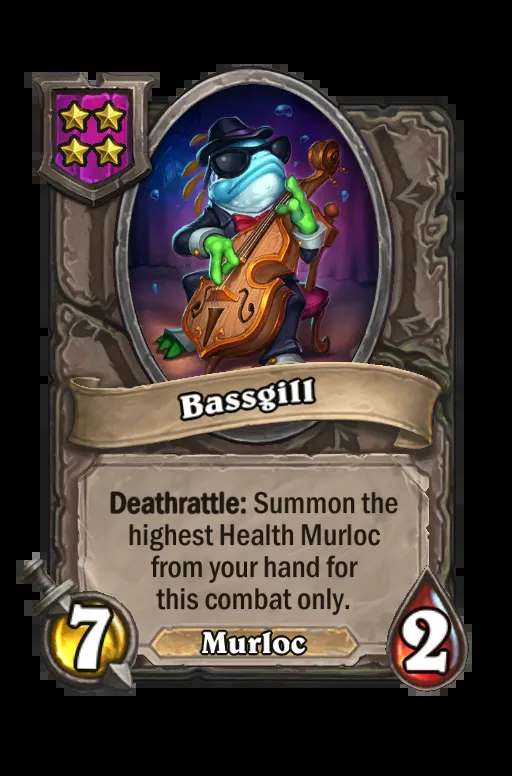 Bassgill
Deathrattle: Summon the
highest Health Murloc
from your hand for
this combat only.
7
Murloc
2